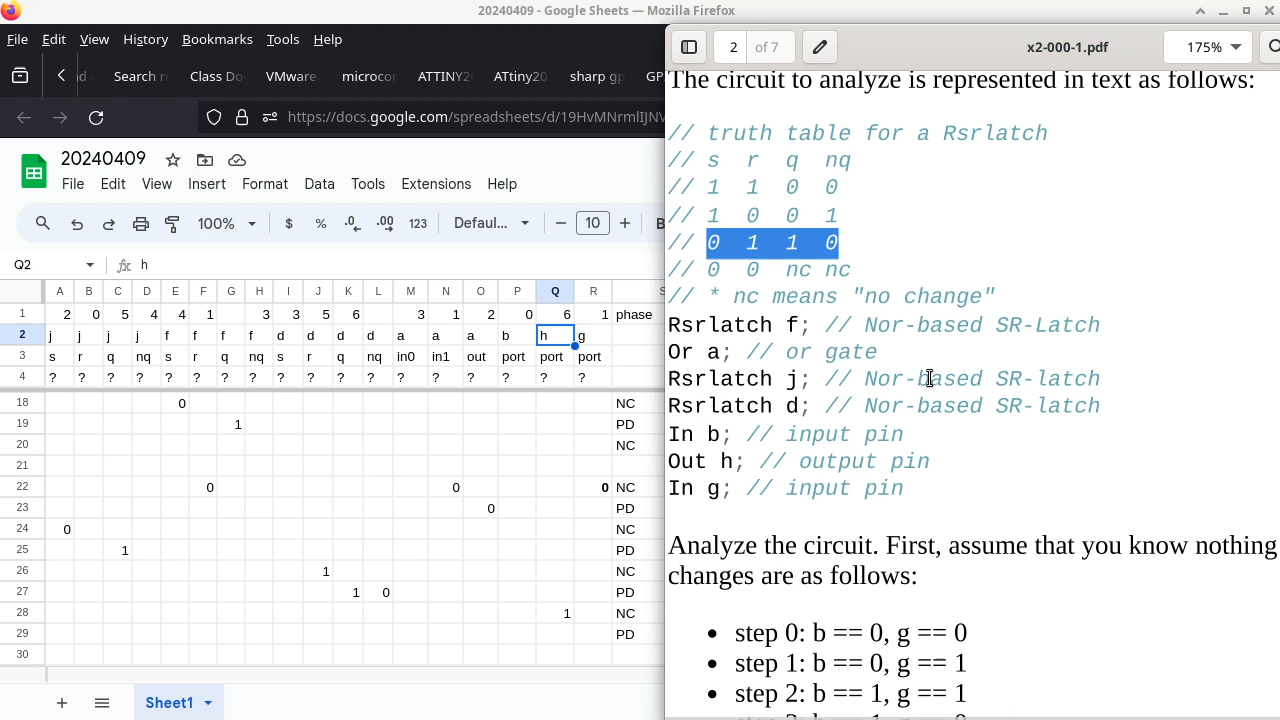 20240409 - Google Sheets — Mozilla Firefox
File Edit View History Bookmarks Tools Help
Search r Class Do VMware microcor ATTINY2 ATtiny20 sharp gp GP
https://docs.google.com/spreadsheets/d/19HvMNrmlIJNV
20240409
File Edit View Insert Format Data Tools Extensions Help
100% $ % .0 .00 123 Defaul... 10 B
Q2 fx h
A B C D E F G H I J K L M N O P Q R S
1 2 0 5 4 4 1 3 3 5 6 3 1 2 0 6 1 phase
2 j j j j f f f f d d d d a a a b h g
3 s r q nq s r q nq s r q nq in0 in1 out port port port
4 ? ? ? ? ? ? ? ? ? ? ? ? ? ? ? ? ? ?
18 0 NC
19 1 PD
20 NC
21
22 0 0 0 NC
23 0 PD
24 0 NC
25 1 PD
26 1 NC
27 1 0 PD
28 1 NC
29 PD
30
Sheet1
2 of 7 x2-000-1.pdf 175%
The circuit to analyze is represented in text as follows:
// truth table for a Rsrlatch
// s r q nq
// 1 1 0 0
// 1 0 0 1
// 0 1 1 0
// 0 0 nc nc
// * nc means "no change"
Rsrlatch f; // Nor-based SR-Latch
Or a; // or gate
Rsrlatch j; // Nor-based SR-latch
Rsrlatch d; // Nor-based SR-latch
In b; // input pin
Out h; // output pin
In g; // input pin
Analyze the circuit. First, assume that you know nothing
changes are as follows:
• step 0: b == 0, g == 0
• step 1: b == 0, g == 1
• step 2: b == 1, g == 1